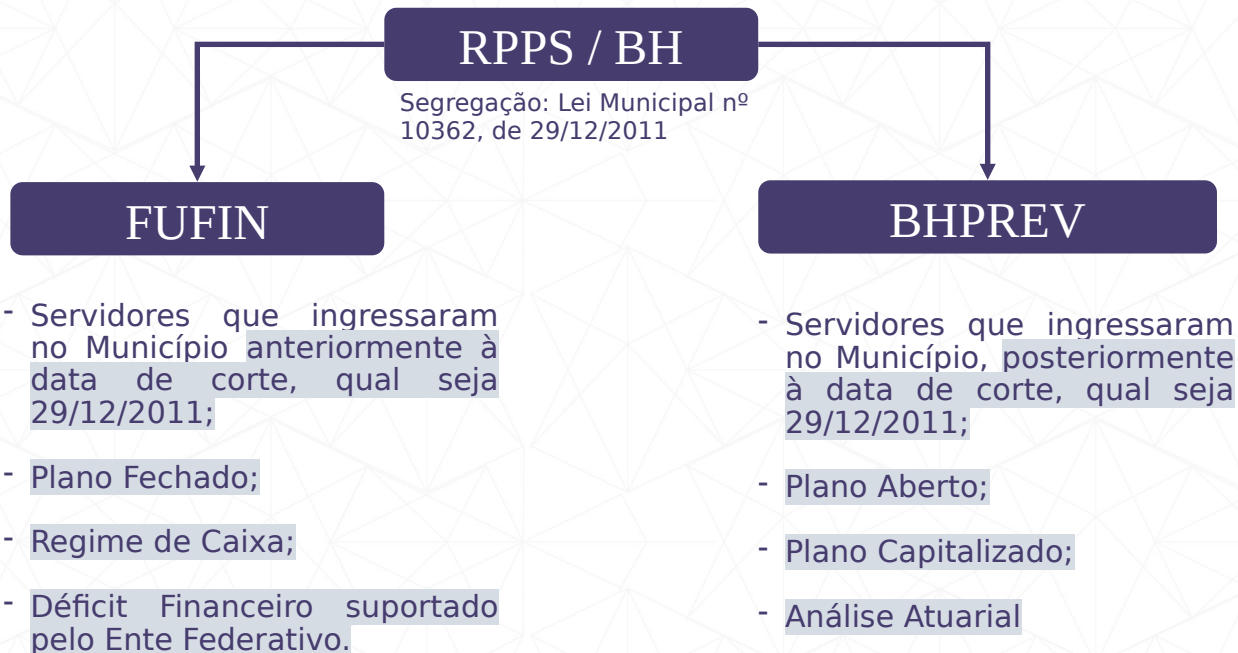 RPPS / BH
Segregação: Lei Municipal nº
10362, de 29/12/2011
FUFIN
- Servidores que ingressaram
no Município anteriormente à
data de corte, qual seja
29/12/2011;
- Plano Fechado;
- Regime de Caixa;
- Déficit Financeiro suportado
pelo Ente Federativo.
BHPREV
- Servidores que ingressaram
no Município, posteriormente
à data de corte, qual seja
29/12/2011;
- Plano Aberto;
- Plano Capitalizado;
- Análise Atuarial